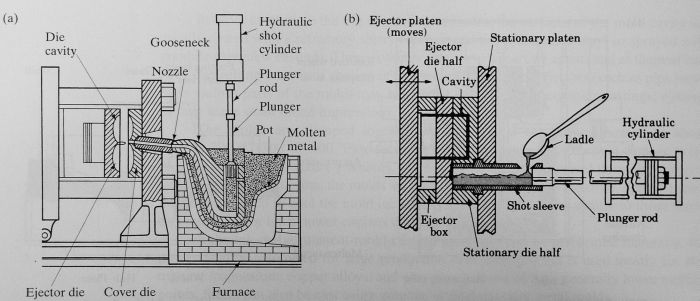 (a)
Die
cavity
Gooseneck
Nozzle
Hydraulic
shot
cylinder
Plunger
rod
Plunger
Pot
Molten
metal
Ejector die
Cover die
Furnace
(b)
Ejector platen
(moves)
Stationary platen
Ejector
die half
Cavity
Ladle
Hydraulic
cylinder
Shot sleeve
Plunger rod
Ejector
box
Stationary die half